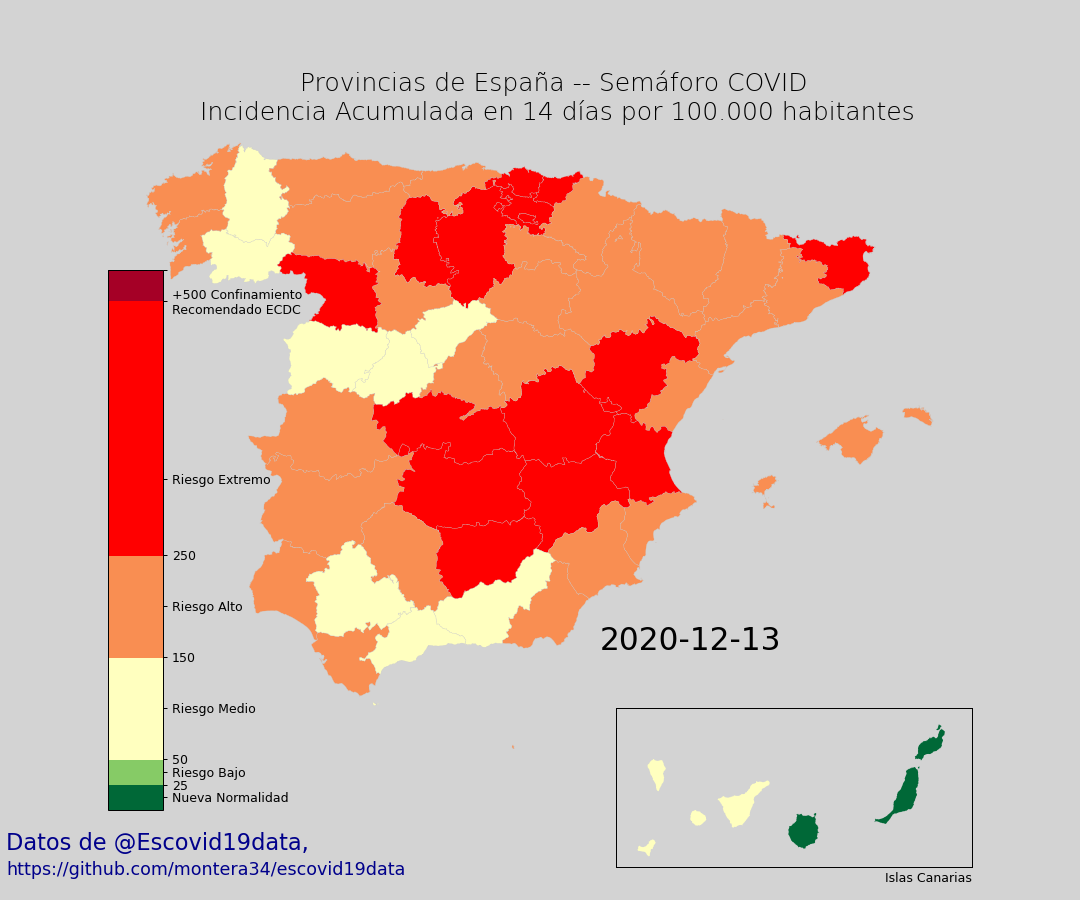 Provincias de España -- Semáforo COVID
Incidencia Acumulada en 14 días por 100.000 habitantes
+500 Confinamiento
Recomendado ECDC
Riesgo Extremo
250
Riesgo Alto
150
Riesgo Medio
50
Riesgo Bajo
25
Nueva Normalidad
2020-12-13
Datos de @Escovid19data,
https://github.com/montera34/escovid19data
Islas Canarias